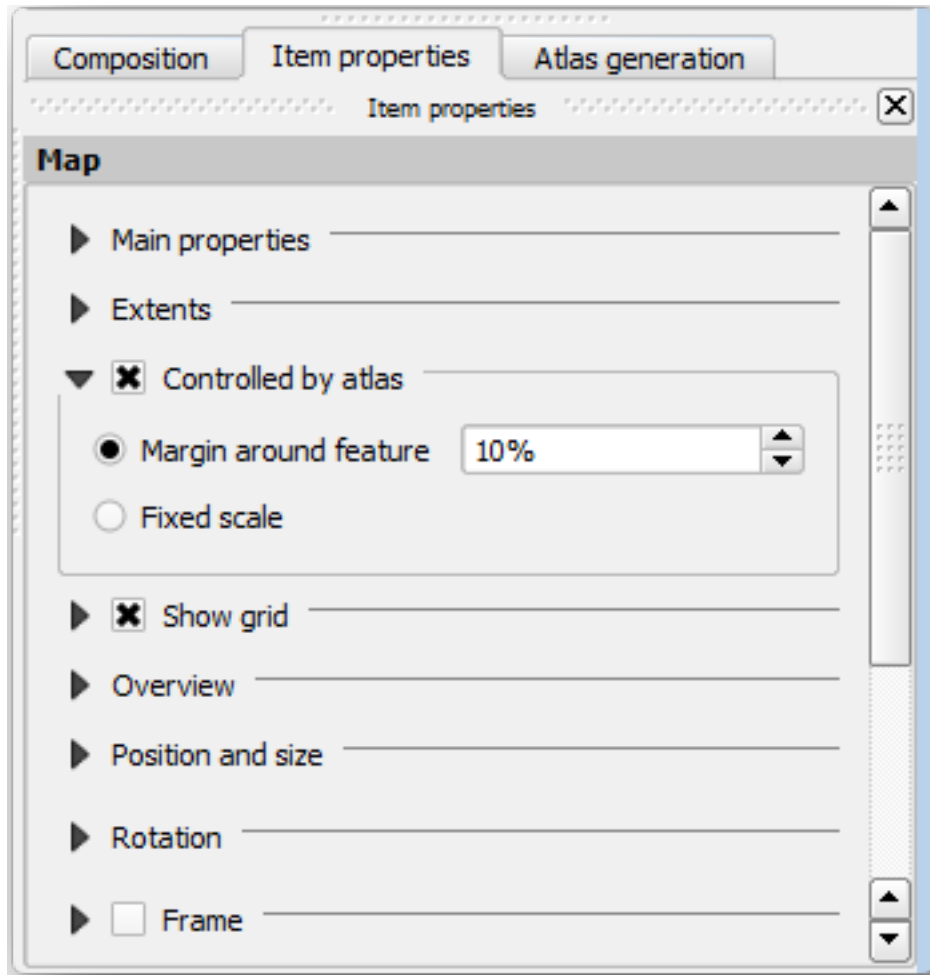 Composition Item properties Atlas generation
Item properties
Map
Main properties
Extents
Controlled by atlas
Margin around feature 10%
Fixed scale
Show grid
Overview
Position and size
Rotation
Frame